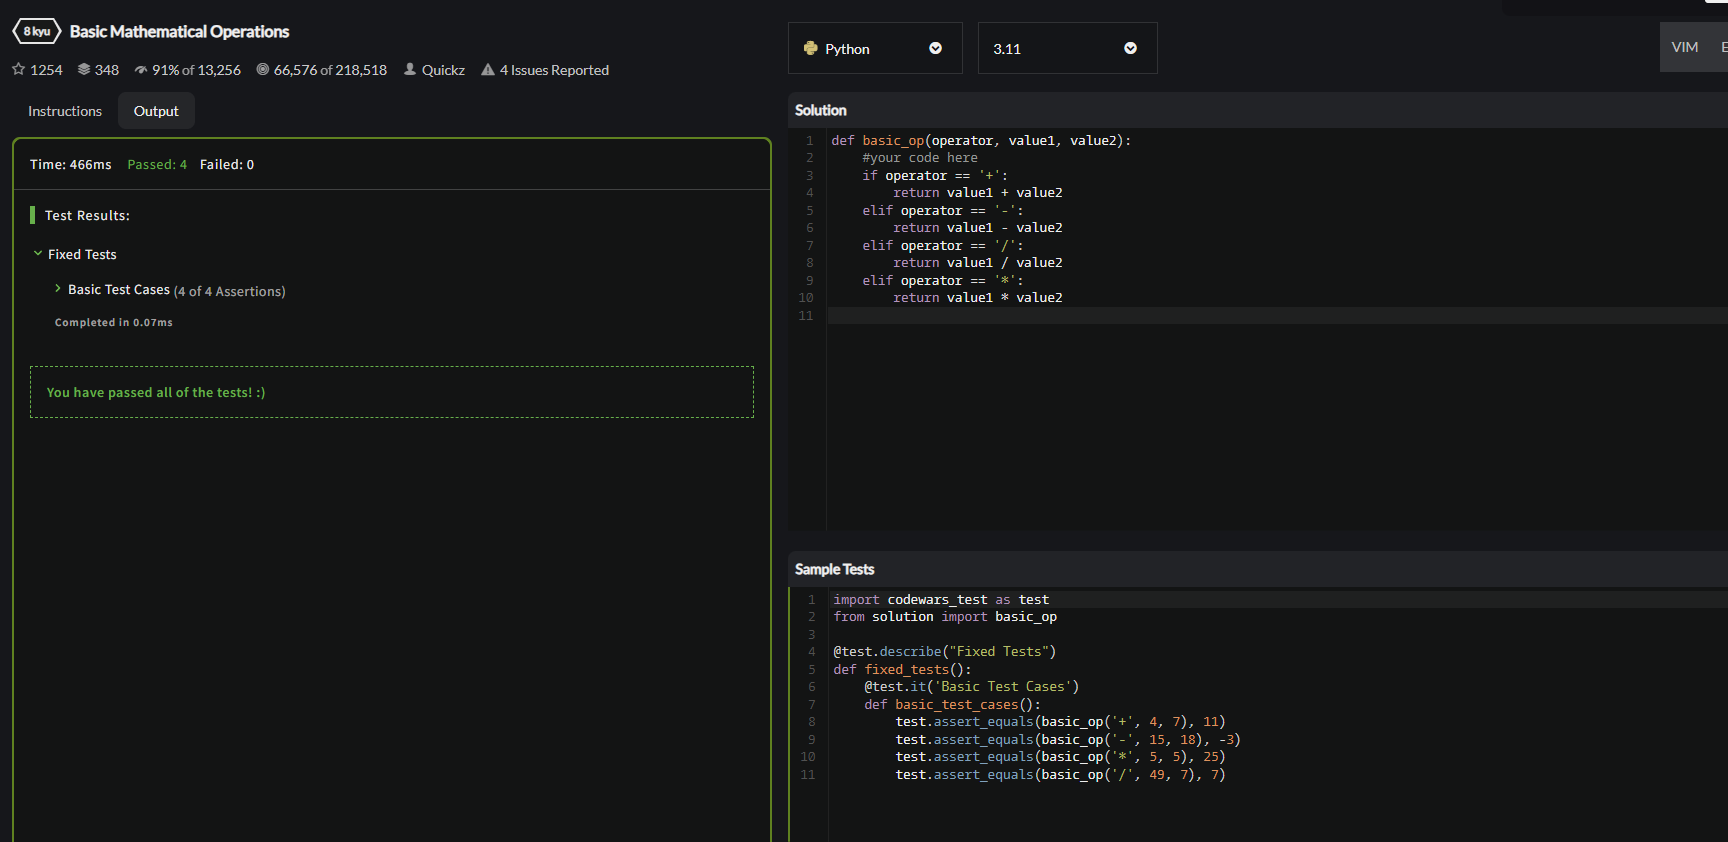 8 kyu Basic Mathematical Operations
1254 348 91% of 13,256 66,576 of 218,518 Quickz 4 Issues Reported
Instructions Output
Time: 466ms Passed: 4 Failed: 0
Test Results:
Fixed Tests
Basic Test Cases (4 of 4 Assertions)
Completed in 0.07ms
You have passed all of the tests! :)
Python 3.11 VIM E
Solution
1 def basic_op(operator, value1, value2):
2     #your code here
3     if operator == '+':
4         return value1 + value2
5     elif operator == '-':
6         return value1 - value2
7     elif operator == '/':
8         return value1 / value2
9     elif operator == '*':
10         return value1 * value2
11
Sample Tests
1 import codewars_test as test
2 from solution import basic_op
3
4 @test.describe("Fixed Tests")
5 def fixed_tests():
6     @test.it('Basic Test Cases')
7     def basic_test_cases():
8         test.assert_equals(basic_op('+', 4, 7), 11)
9         test.assert_equals(basic_op('-', 15, 18), -3)
10         test.assert_equals(basic_op('*', 5, 5), 25)
11         test.assert_equals(basic_op('/', 49, 7), 7)